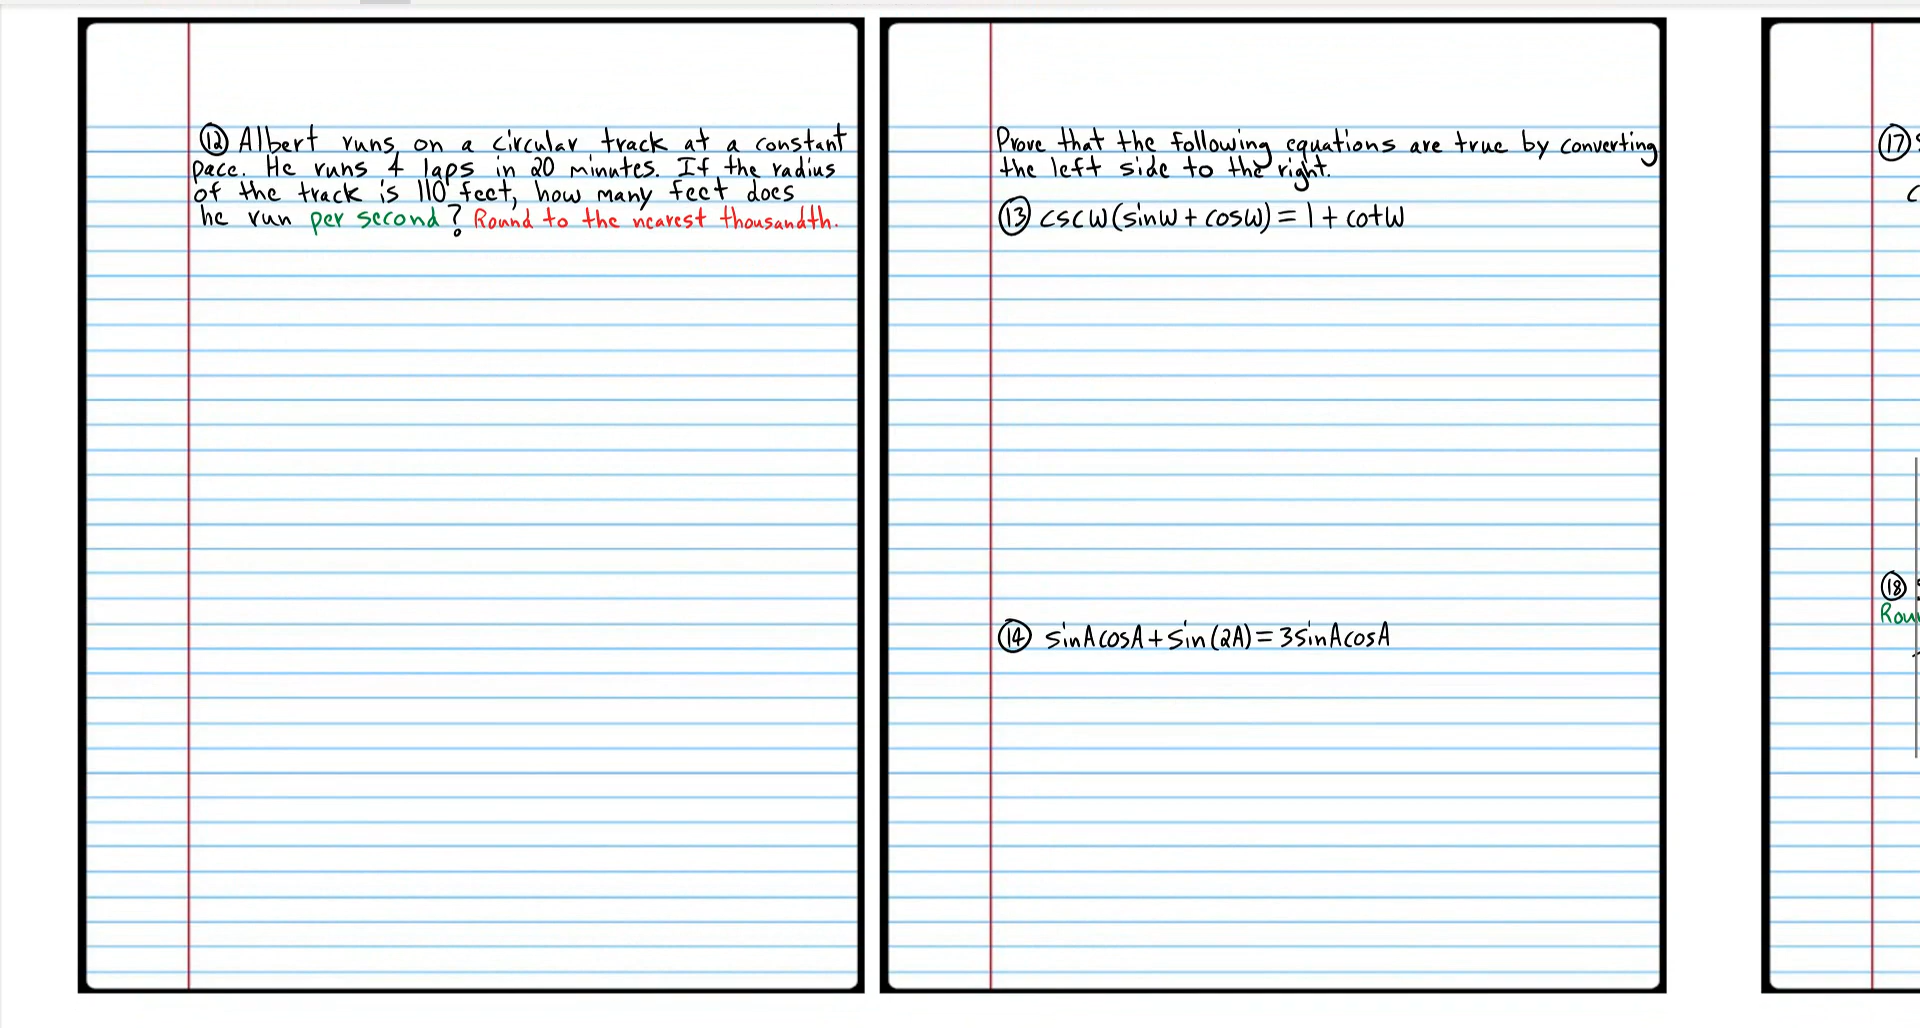 ⑫ Albert runs on a circular track at a constant
pace. He runs 4 laps in 20 minutes. If the radius
of the track is 110 feet, how many feet does
he run per second? Round to the nearest thousandth.
Prove that the following equations are true by converting
the left side to the right.
⑬ cscW(sinW + cosW) = 1 + cotW
⑭ sinAcosA + sin(2A) = 3sinAcosA
⑰
⑱